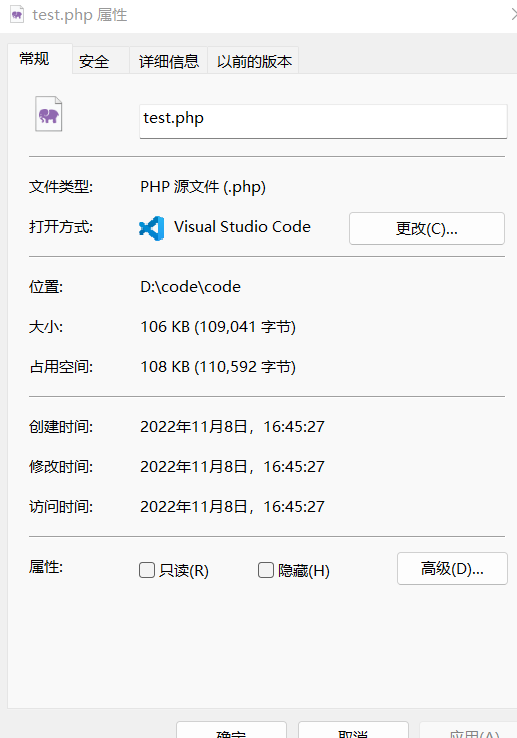 test.php 属性
常规
安全
详细信息
以前的版本
test.php
文件类型:
PHP 源文件 (.php)
打开方式:
Visual Studio Code
更改(C)...
位置:
D:\code\code
大小:
106 KB (109,041 字节)
占用空间:
108 KB (110,592 字节)
创建时间:
2022年11月8日，16:45:27
修改时间:
2022年11月8日，16:45:27
访问时间:
2022年11月8日，16:45:27
属性:
只读(R)
隐藏(H)
高级(D)...
确定
取消
应用(A)